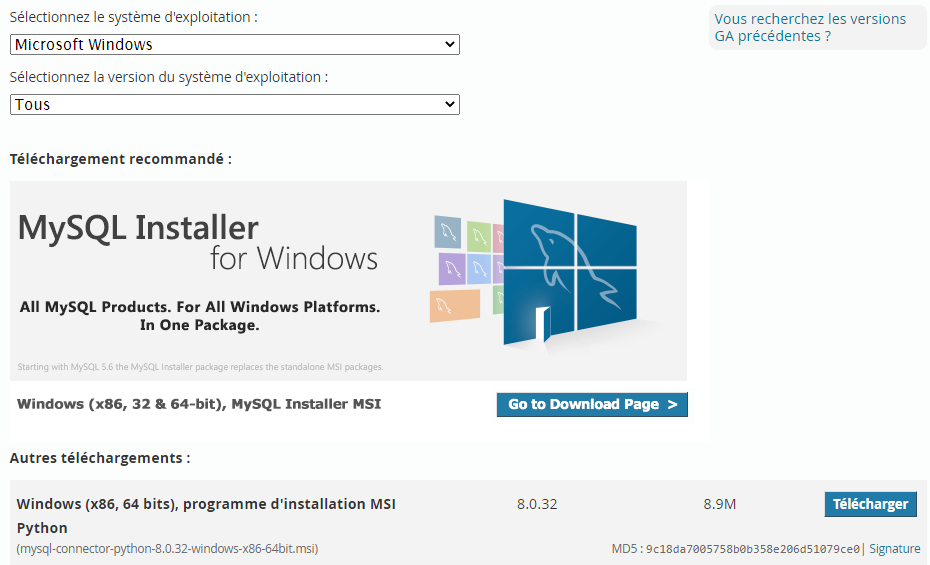 Sélectionnez le système d'exploitation :
Vous recherchez les versions
GA précédentes ?
Microsoft Windows
Sélectionnez la version du système d'exploitation :
Tous
Téléchargement recommandé :
MySQL Installer
for Windows
All MySQL Products. For All Windows Platforms.
In One Package.
Starting with MySQL 5.6 the MySQL Installer package replaces the standalone MSI packages.
Windows (x86, 32 & 64-bit), MySQL Installer MSI
Go to Download Page >
Autres téléchargements :
Windows (x86, 64 bits), programme d'installation MSI
Python
8.0.32
8.9M
Télécharger
(mysql-connector-python-8.0.32-windows-x86-64bit.msi)
MD5 : 9c18da7005758b0b358e206d51079ce0 | Signature